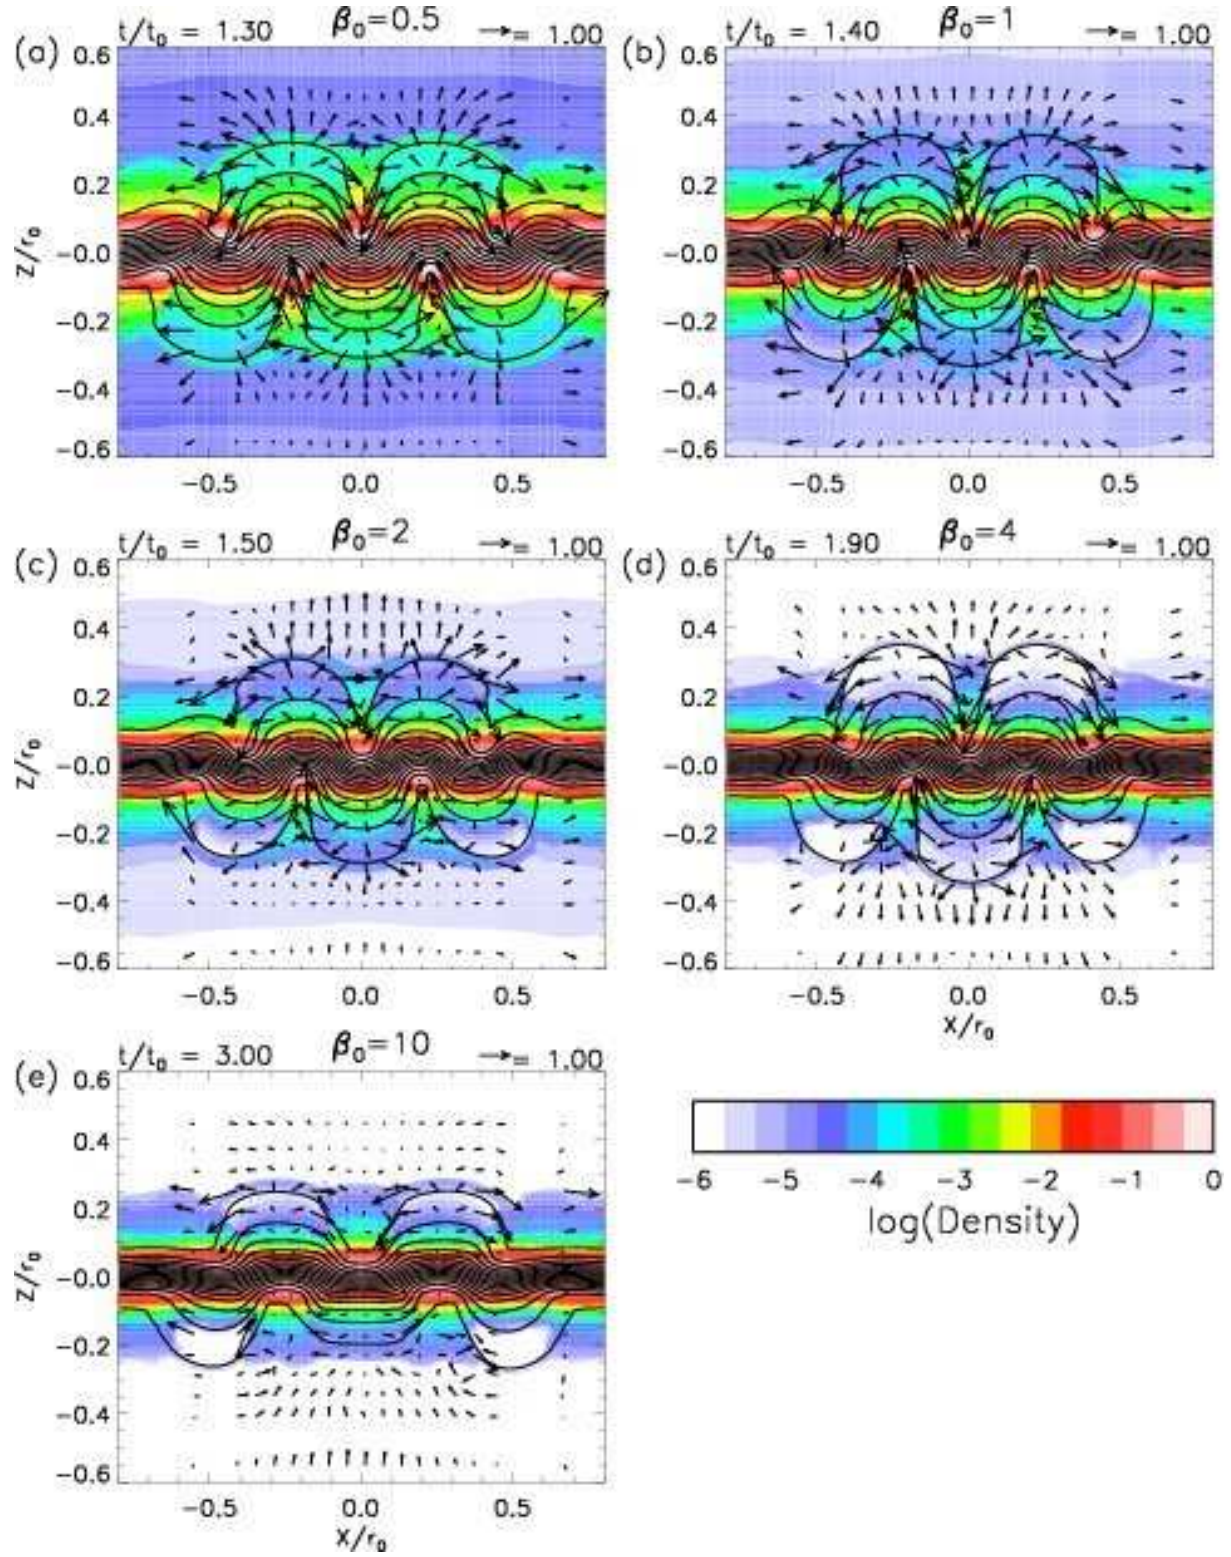 (a) t/t₀ = 1.30 β₀=0.5 → = 1.00
0.6
0.4
0.2
-0.0
-0.2
-0.4
-0.6
z/r₀
-0.5 0.0 0.5
(b) t/t₀ = 1.40 β₀=1 → = 1.00
0.6
0.4
0.2
-0.0
-0.2
-0.4
-0.6
-0.5 0.0 0.5
(c) t/t₀ = 1.50 β₀=2 → = 1.00
0.6
0.4
0.2
-0.0
-0.2
-0.4
-0.6
z/r₀
-0.5 0.0 0.5
(d) t/t₀ = 1.90 β₀=4 → = 1.00
0.6
0.4
0.2
-0.0
-0.2
-0.4
-0.6
-0.5 0.0 0.5
x/r₀
(e) t/t₀ = 3.00 β₀=10 → = 1.00
0.6
0.4
0.2
-0.0
-0.2
-0.4
-0.6
z/r₀
-0.5 0.0 0.5
x/r₀
-6 -5 -4 -3 -2 -1 0
log(Density)